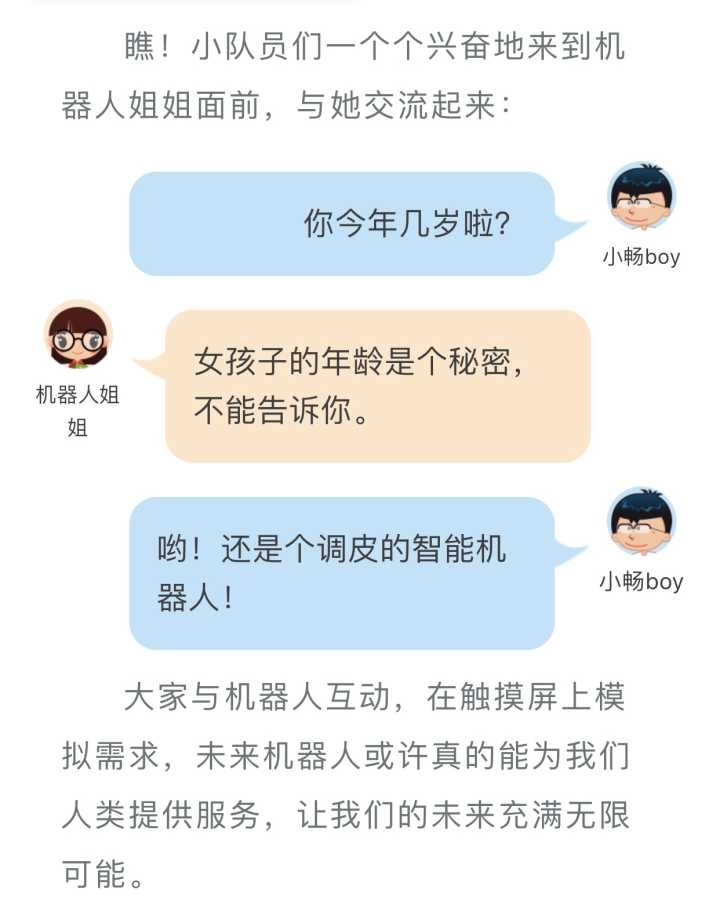 瞧！小队员们一个个兴奋地来到机
器人姐姐面前，与她交流起来：
你今年几岁啦？
小畅boy
女孩子的年龄是个秘密，
不能告诉你。
机器人姐
姐
哟！还是个调皮的智能机
器人！
小畅boy
大家与机器人互动，在触摸屏上模
拟需求，未来机器人或许真的能为我们
人类提供服务，让我们的未来充满无限
可能。